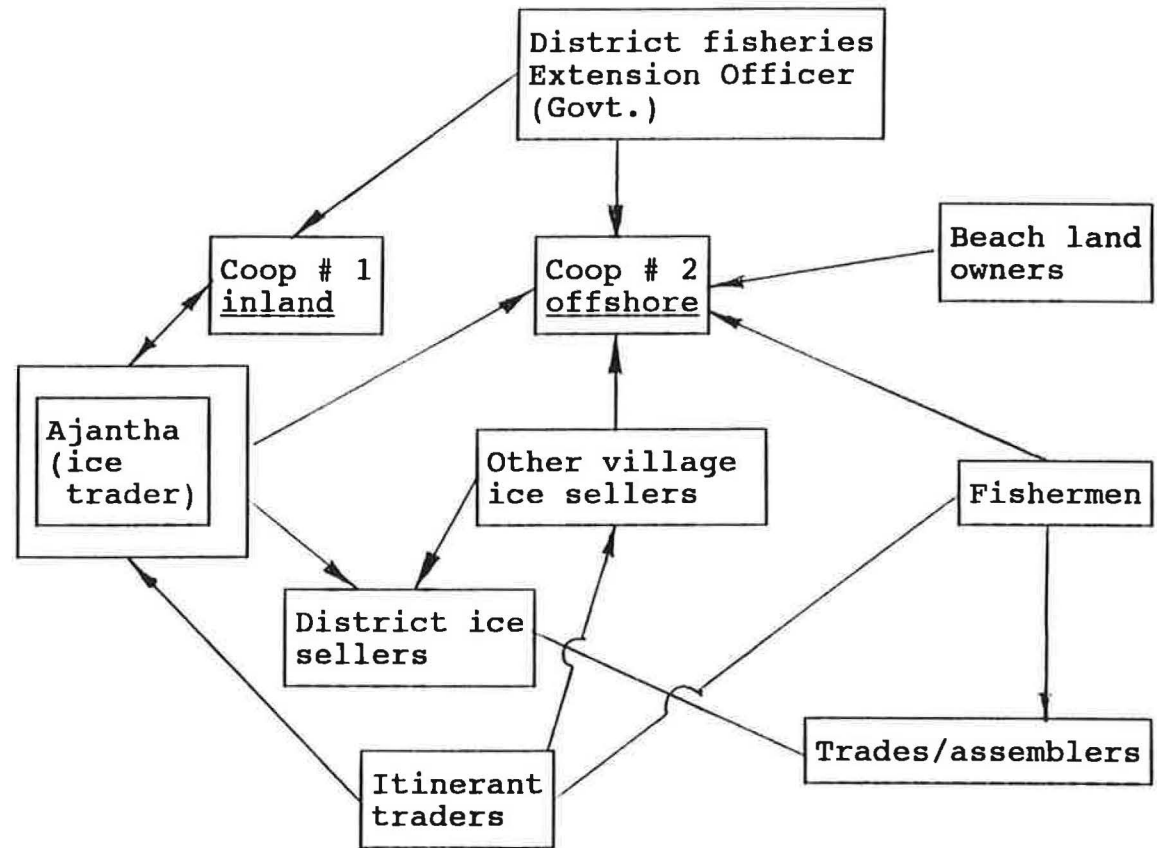 District fisheries
Extension Officer
(Govt.)
Coop # 1
inland
Coop # 2
offshore
Beach land
owners
Ajantha
(ice
trader)
Other village
ice sellers
Fishermen
District ice
sellers
Trades/assemblers
Itinerant
traders